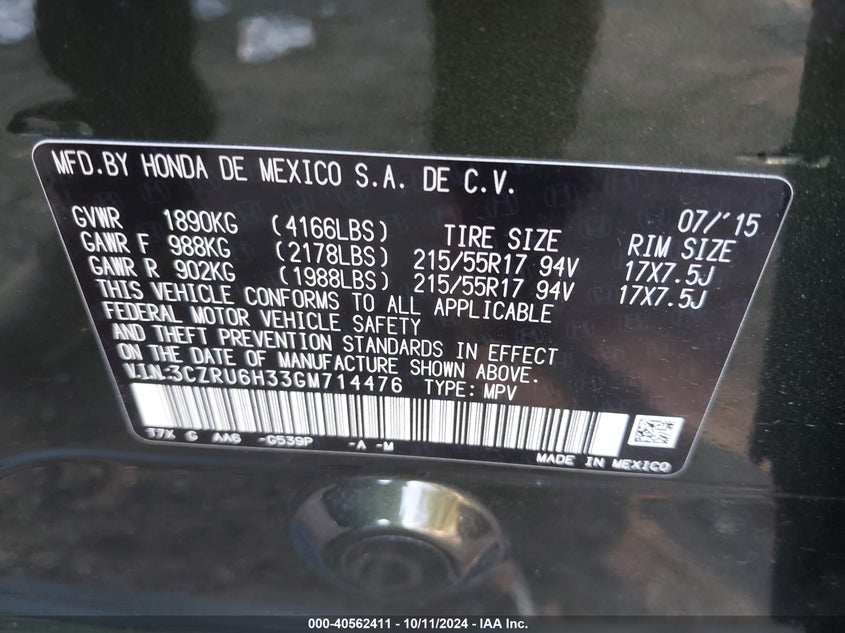 MFD.BY HONDA DE MEXICO S.A. DE C.V.
07/'15
GVWR 1890KG (4166LBS) TIRE SIZE RIM SIZE
GAWR F 988KG (2178LBS) 215/55R17 94V 17X7.5J
GAWR R 902KG (1988LBS) 215/55R17 94V 17X7.5J
THIS VEHICLE CONFORMS TO ALL APPLICABLE
FEDERAL MOTOR VEHICLE SAFETY
AND THEFT PREVENTION STANDARDS IN EFFECT
ON THE DATE OF MANUFACTURE SHOWN ABOVE.
VIN:3CZRU6H33GM714476 TYPE: MPV
T7X G AA6 -G539P -A -M
MADE IN MEXICO
000-40562411 - 10/11/2024 - IAA Inc.